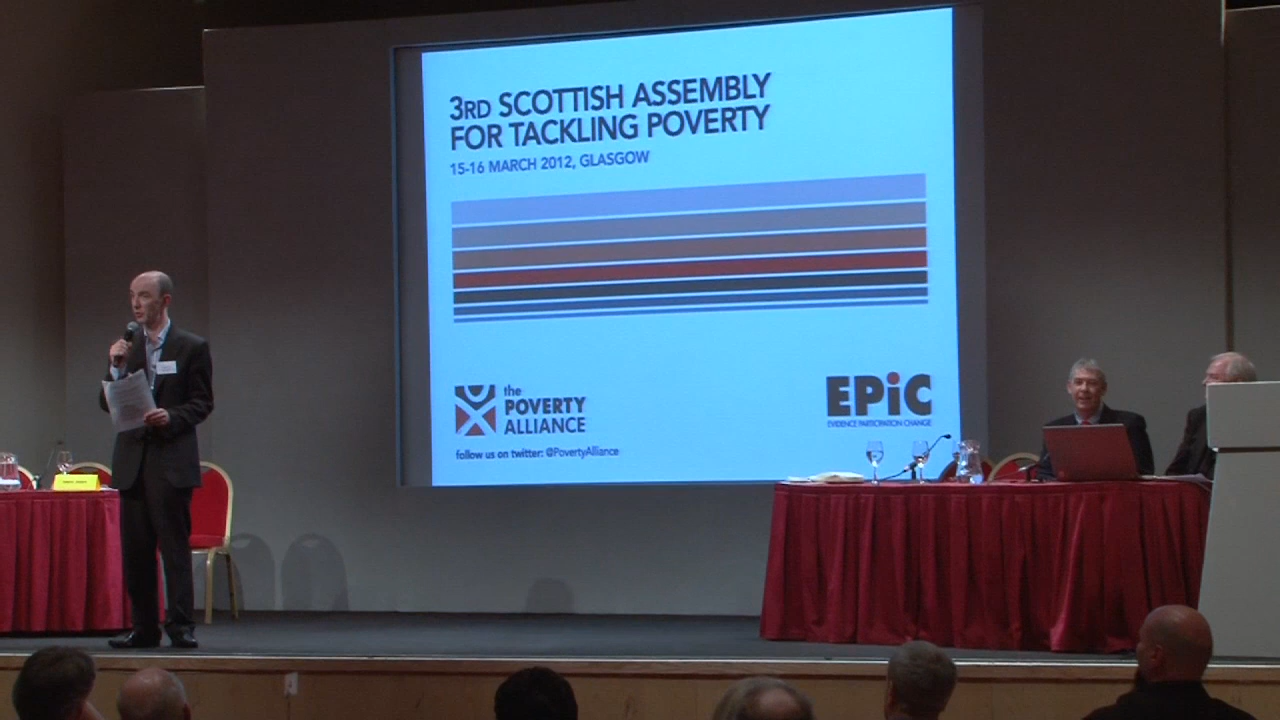 3RD SCOTTISH ASSEMBLY
FOR TACKLING POVERTY
15-16 MARCH 2012, GLASGOW
the
POVERTY
ALLIANCE
EPiC
EVIDENCE PARTICIPATION CHANGE
follow us on twitter: @PovertyAlliance